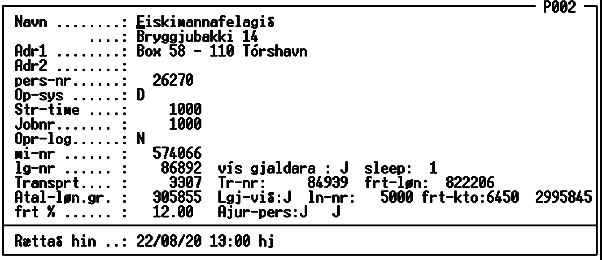 P002
Navn ........: Fiskimannafelagið
....: Bryggjubakki 14
Adr1 ........: Box 58 - 110 Tórshavn
Adr2 ........:
pers-nr......: 26270
Op-sys ......: D
Str-time ....: 1000
Jobnr....... : 1000
Opr-log......: N
mi-nr ...... : 574066
lg-nr ...... : 86892 vís gjaldara : J sleep: 1
Transprt.... : 3307 Tr-nr: 84939 frt-løn: 822206
Atal-løn.gr. : 305855 Lgj-við:J ln-nr: 5000 frt-kto:6450 2995845
frt % ...... : 12.00 Ajur-pers:J J
Rættað hin ..: 22/08/20 13:00 hj